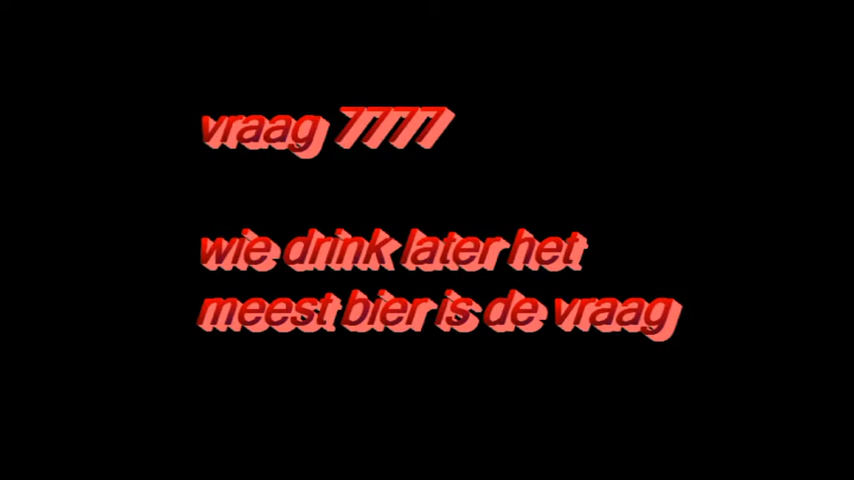 vraag 7777
wie drink later het
meest bier is de vraag